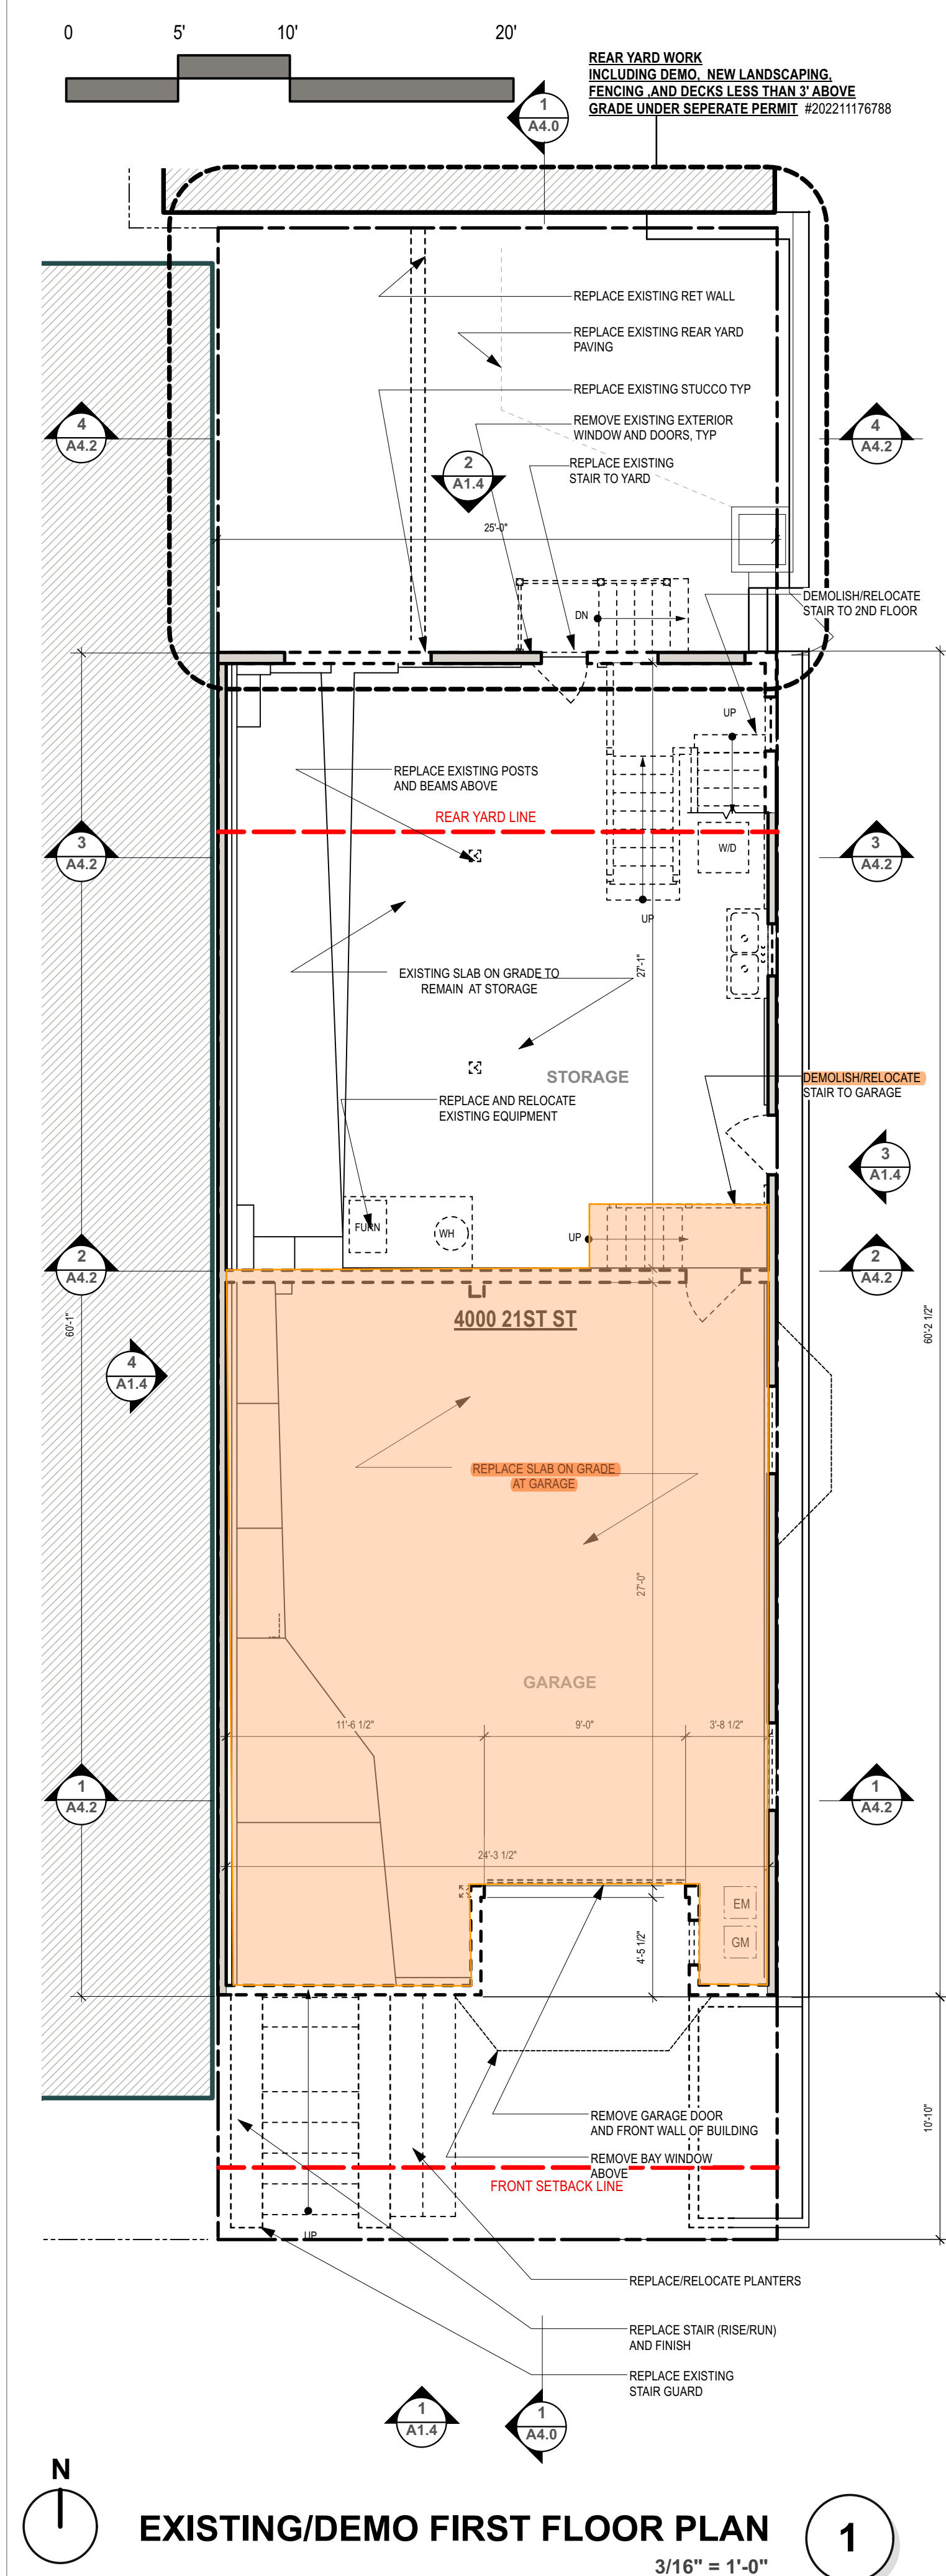 0 5' 10' 20'
REAR YARD WORK
INCLUDING DEMO, NEW LANDSCAPING,
FENCING ,AND DECKS LESS THAN 3' ABOVE
GRADE UNDER SEPERATE PERMIT #202211176788
1
A4.0
REPLACE EXISTING RET WALL
REPLACE EXISTING REAR YARD
PAVING
REPLACE EXISTING STUCCO TYP
REMOVE EXISTING EXTERIOR
WINDOW AND DOORS, TYP
REPLACE EXISTING
STAIR TO YARD
4
A4.2
4
A4.2
2
A1.4
25'-0"
DN
DEMOLISH/RELOCATE
STAIR TO 2ND FLOOR
UP
REPLACE EXISTING POSTS
AND BEAMS ABOVE
REAR YARD LINE
3
A4.2
3
A4.2
W/D
UP
27'-1"
EXISTING SLAB ON GRADE TO
REMAIN AT STORAGE
STORAGE
DEMOLISH/RELOCATE
STAIR TO GARAGE
REPLACE AND RELOCATE
EXISTING EQUIPMENT
3
A1.4
FURN
WH
UP
2
A4.2
2
A4.2
4000 21ST ST
60'-1"
60'-2 1/2"
4
A1.4
REPLACE SLAB ON GRADE
AT GARAGE
27'-0"
GARAGE
11'-6 1/2" 9'-0" 3'-8 1/2"
1
A4.2
1
A4.2
24'-3 1/2"
EM
GM
4'-5 1/2"
10'-10"
REMOVE GARAGE DOOR
AND FRONT WALL OF BUILDING
REMOVE BAY WINDOW
ABOVE
FRONT SETBACK LINE
UP
REPLACE/RELOCATE PLANTERS
REPLACE STAIR (RISE/RUN)
AND FINISH
REPLACE EXISTING
STAIR GUARD
1
A1.4
1
A4.0
N
EXISTING/DEMO FIRST FLOOR PLAN
1
3/16" = 1'-0"